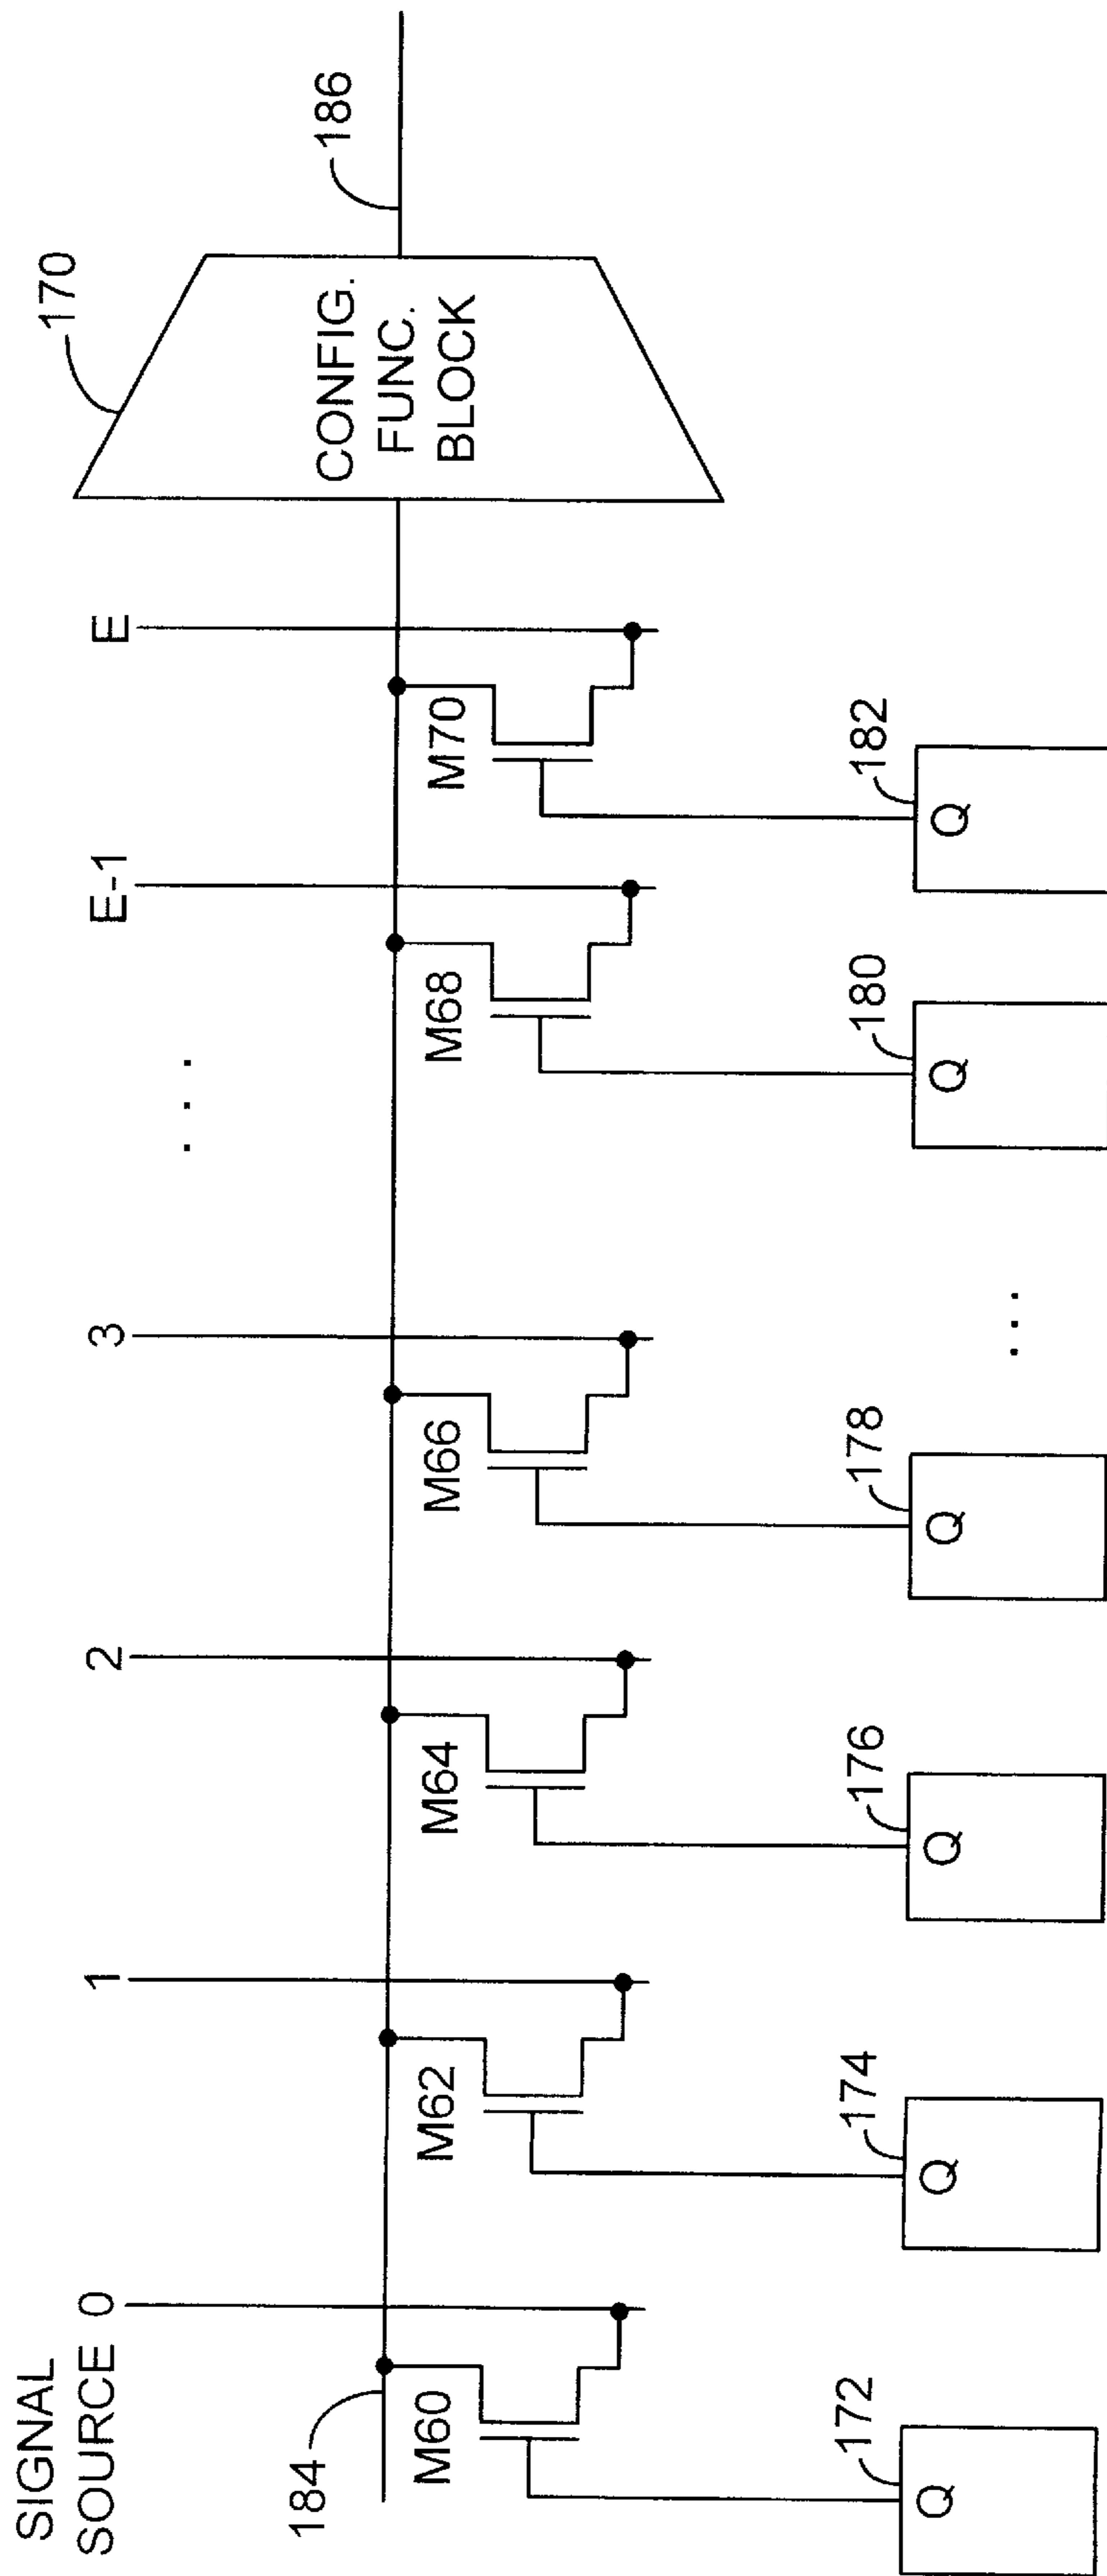 SIGNAL
SOURCE 0
1
2
3
. . .
E-1
E
170
184
M60
M62
M64
M66
M68
M70
CONFIG.
FUNC.
BLOCK
186
172
Q
174
Q
176
Q
178
Q
. . .
180
Q
182
Q